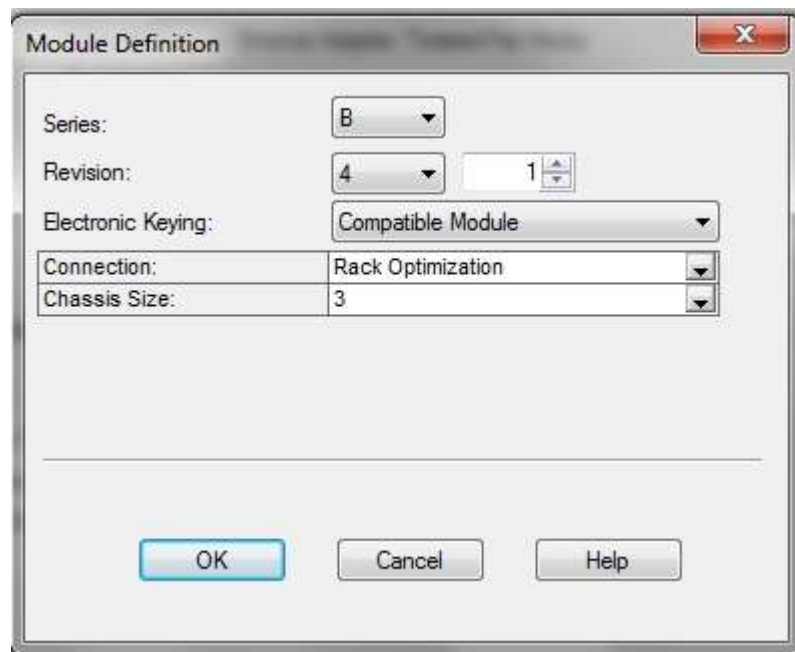 Module Definition
Series: B
Revision: 4 1
Electronic Keying: Compatible Module
Connection: Rack Optimization
Chassis Size: 3
OK Cancel Help